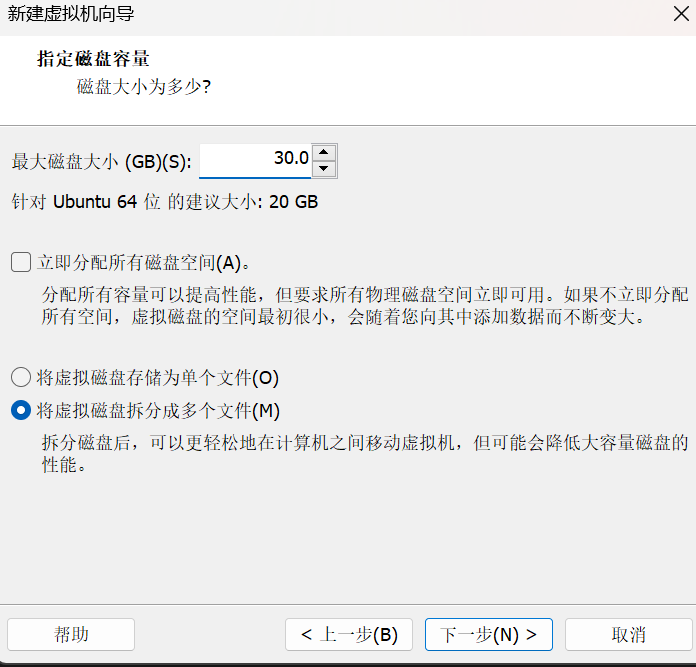 新建虚拟机向导
指定磁盘容量
磁盘大小为多少?
最大磁盘大小 (GB)(S): 30.0
针对 Ubuntu 64 位 的建议大小: 20 GB
立即分配所有磁盘空间(A)。
分配所有容量可以提高性能，但要求所有物理磁盘空间立即可用。如果不立即分配
所有空间，虚拟磁盘的空间最初很小，会随着您向其中添加数据而不断变大。
将虚拟磁盘存储为单个文件(O)
将虚拟磁盘拆分成多个文件(M)
拆分磁盘后，可以更轻松地在计算机之间移动虚拟机，但可能会降低大容量磁盘的
性能。
帮助 < 上一步(B) 下一步(N) > 取消